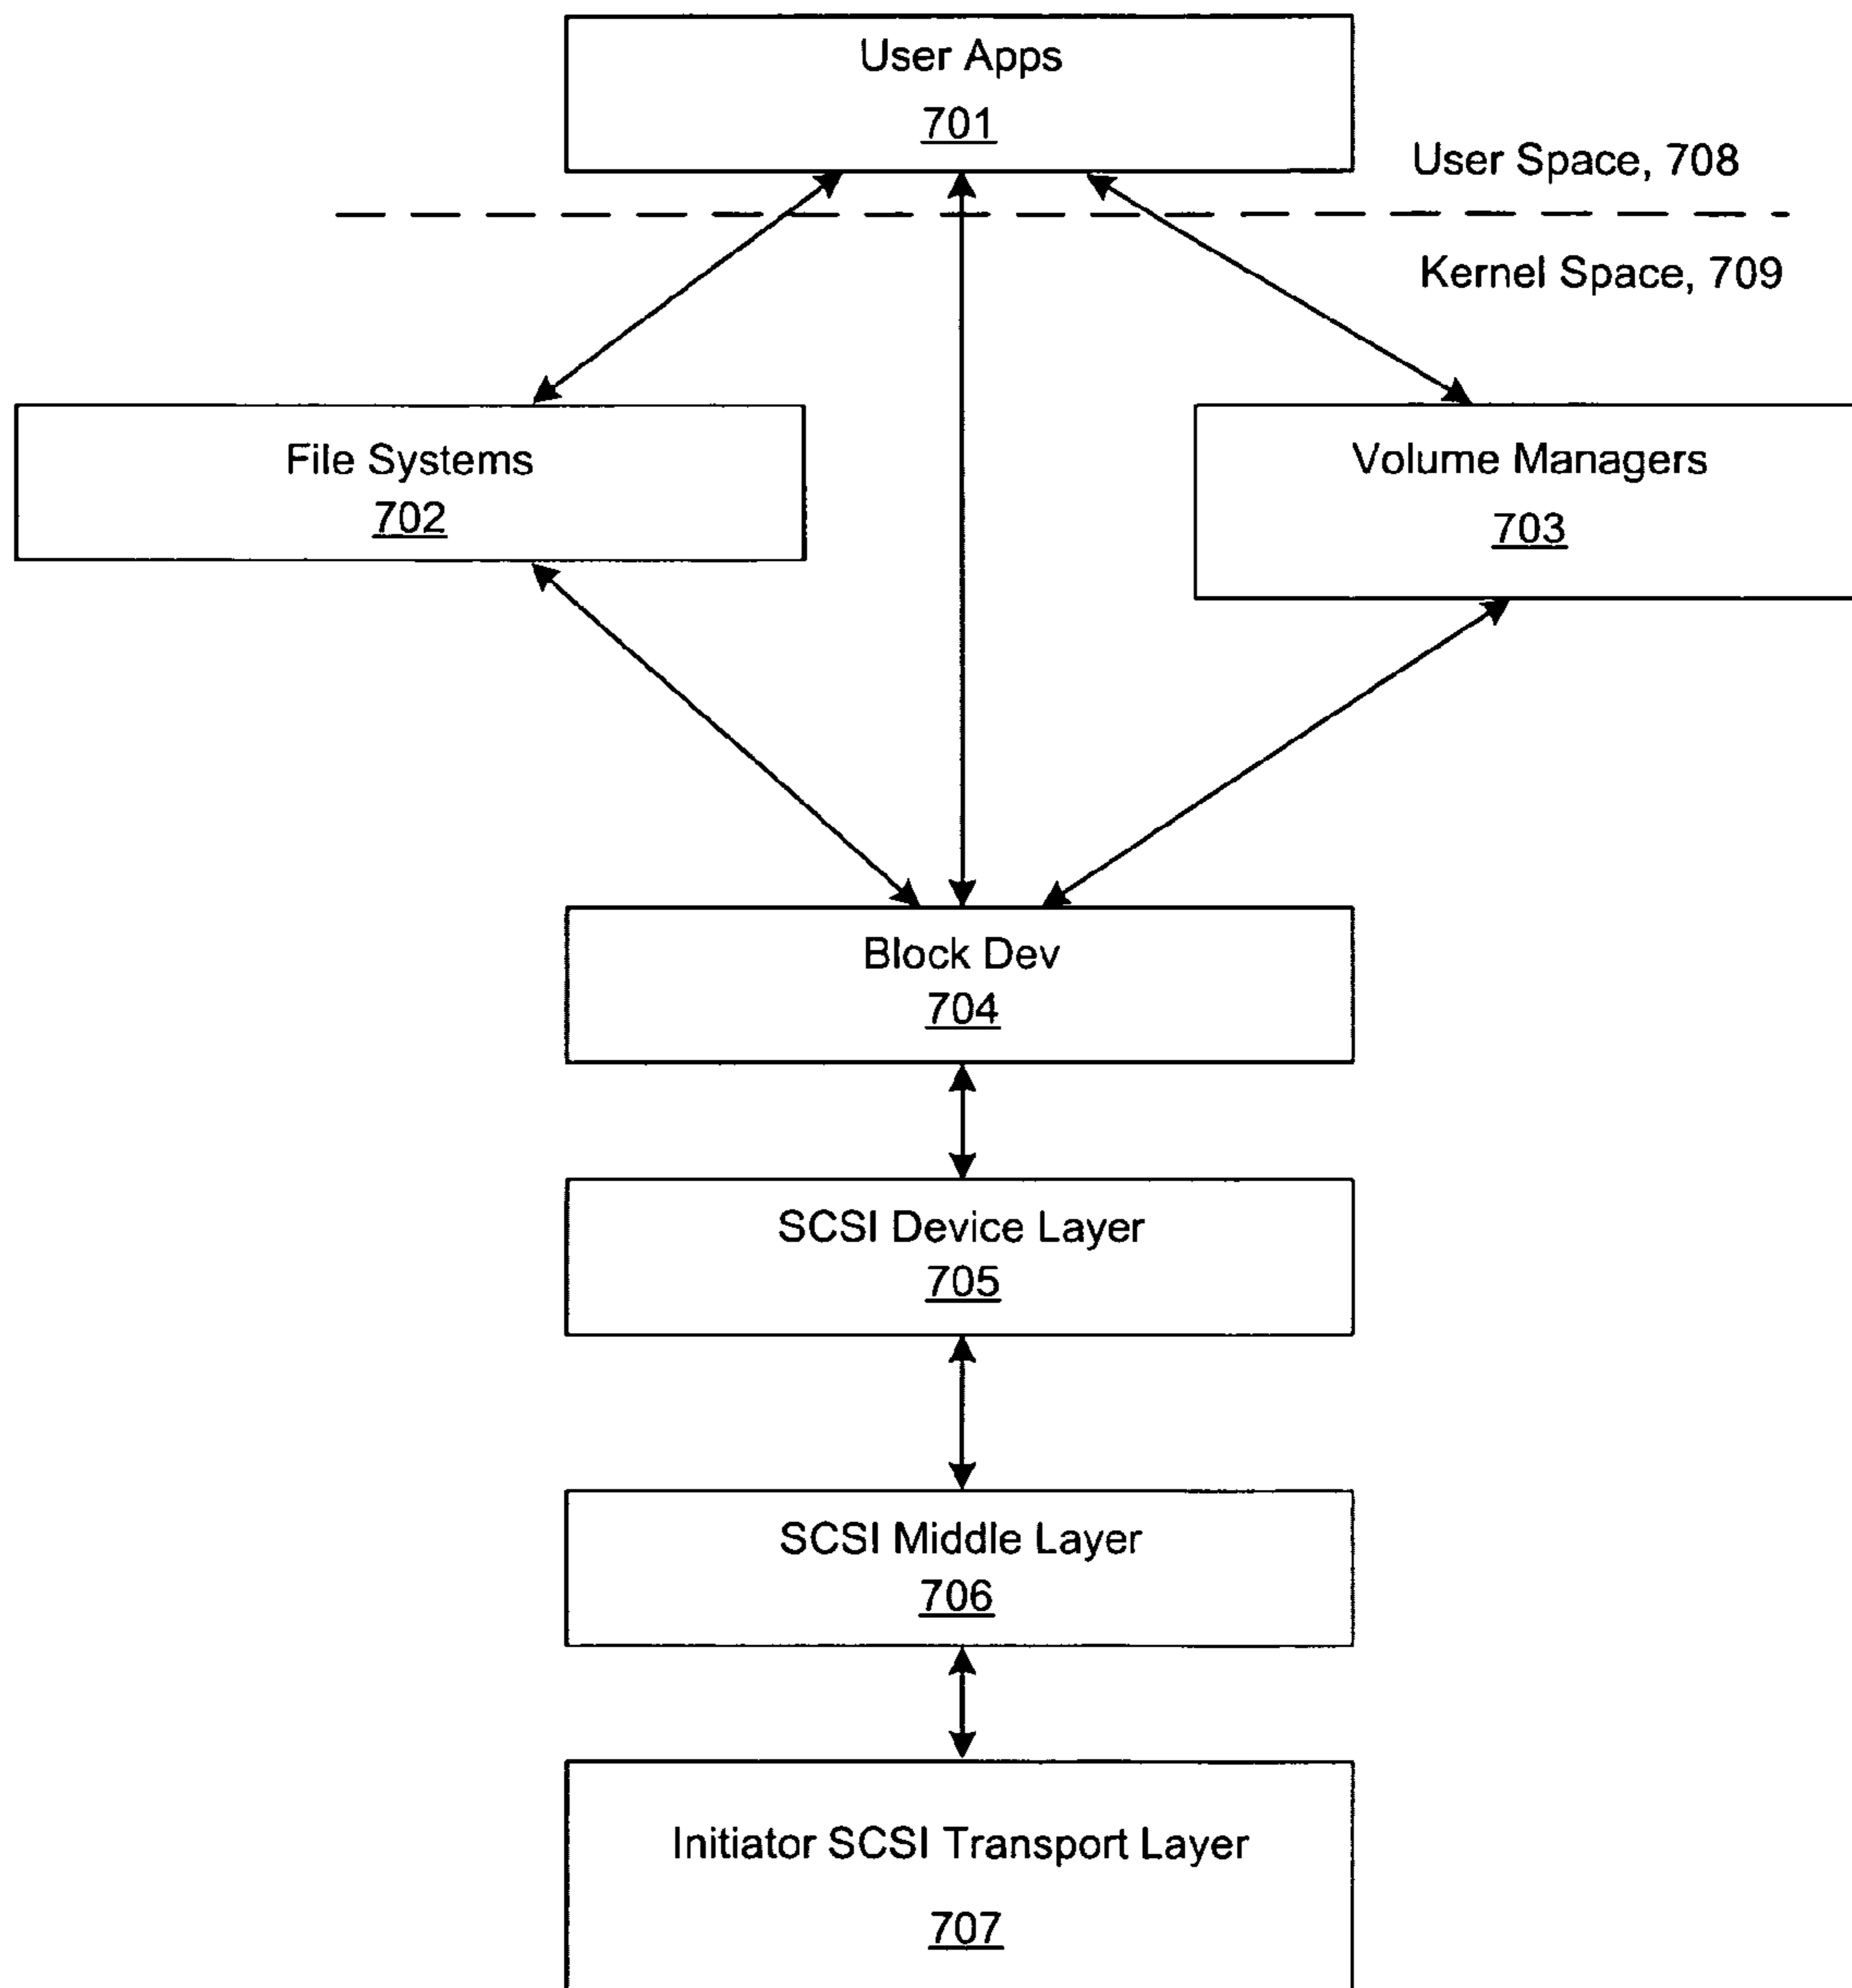 User Apps
701
User Space, 708
Kernel Space, 709
File Systems
702
Volume Managers
703
Block Dev
704
SCSI Device Layer
705
SCSI Middle Layer
706
Initiator SCSI Transport Layer
707